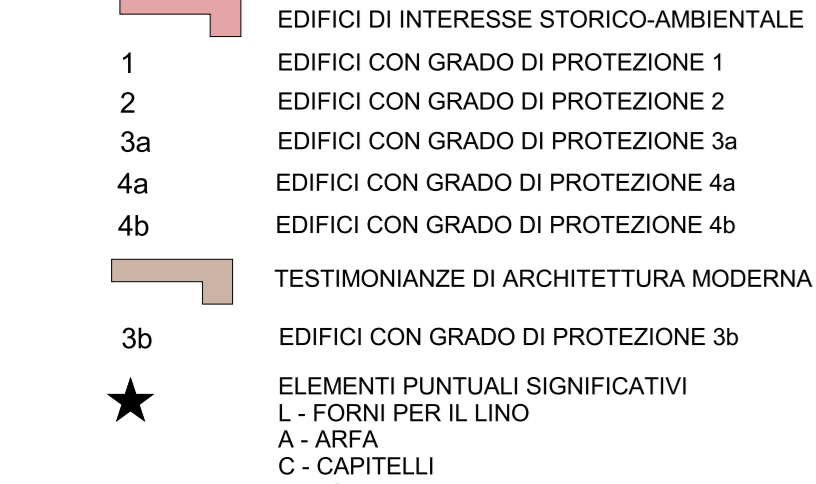 EDIFICI DI INTERESSE STORICO-AMBIENTALE
1 EDIFICI CON GRADO DI PROTEZIONE 1
2 EDIFICI CON GRADO DI PROTEZIONE 2
3a EDIFICI CON GRADO DI PROTEZIONE 3a
4a EDIFICI CON GRADO DI PROTEZIONE 4a
4b EDIFICI CON GRADO DI PROTEZIONE 4b
TESTIMONIANZE DI ARCHITETTURA MODERNA
3b EDIFICI CON GRADO DI PROTEZIONE 3b
ELEMENTI PUNTUALI SIGNIFICATIVI
L - FORNI PER IL LINO
A - ARFA
C - CAPITELLI